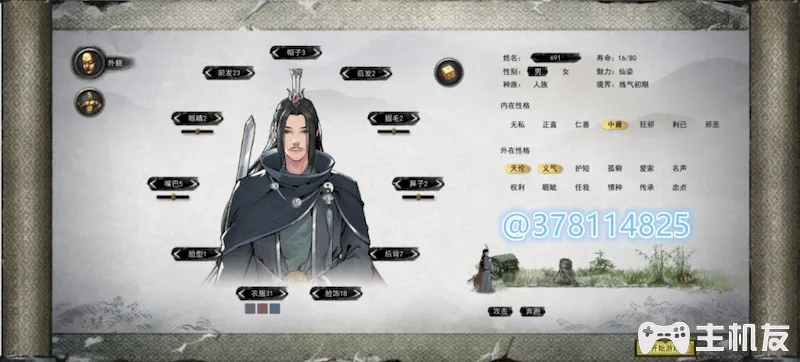 外貌
帽子3
前发23
后发2
眼睛2
眉毛2
嘴巴5
鼻子2
脸型1
后背7
衣服31
脸饰18
姓名： 691 寿命：16/80
性别： 男 女 魅力：仙姿
种族： 人族 境界：炼气初期
内在性格
无私 正直 仁善 中庸 狂邪 利己 邪恶
外在性格
天伦 义气 护短 孤僻 爱家 名声
权利 睚眦 任我 情种 传承 忠贞
@378114825
攻击 奔跑
开始游
主机友